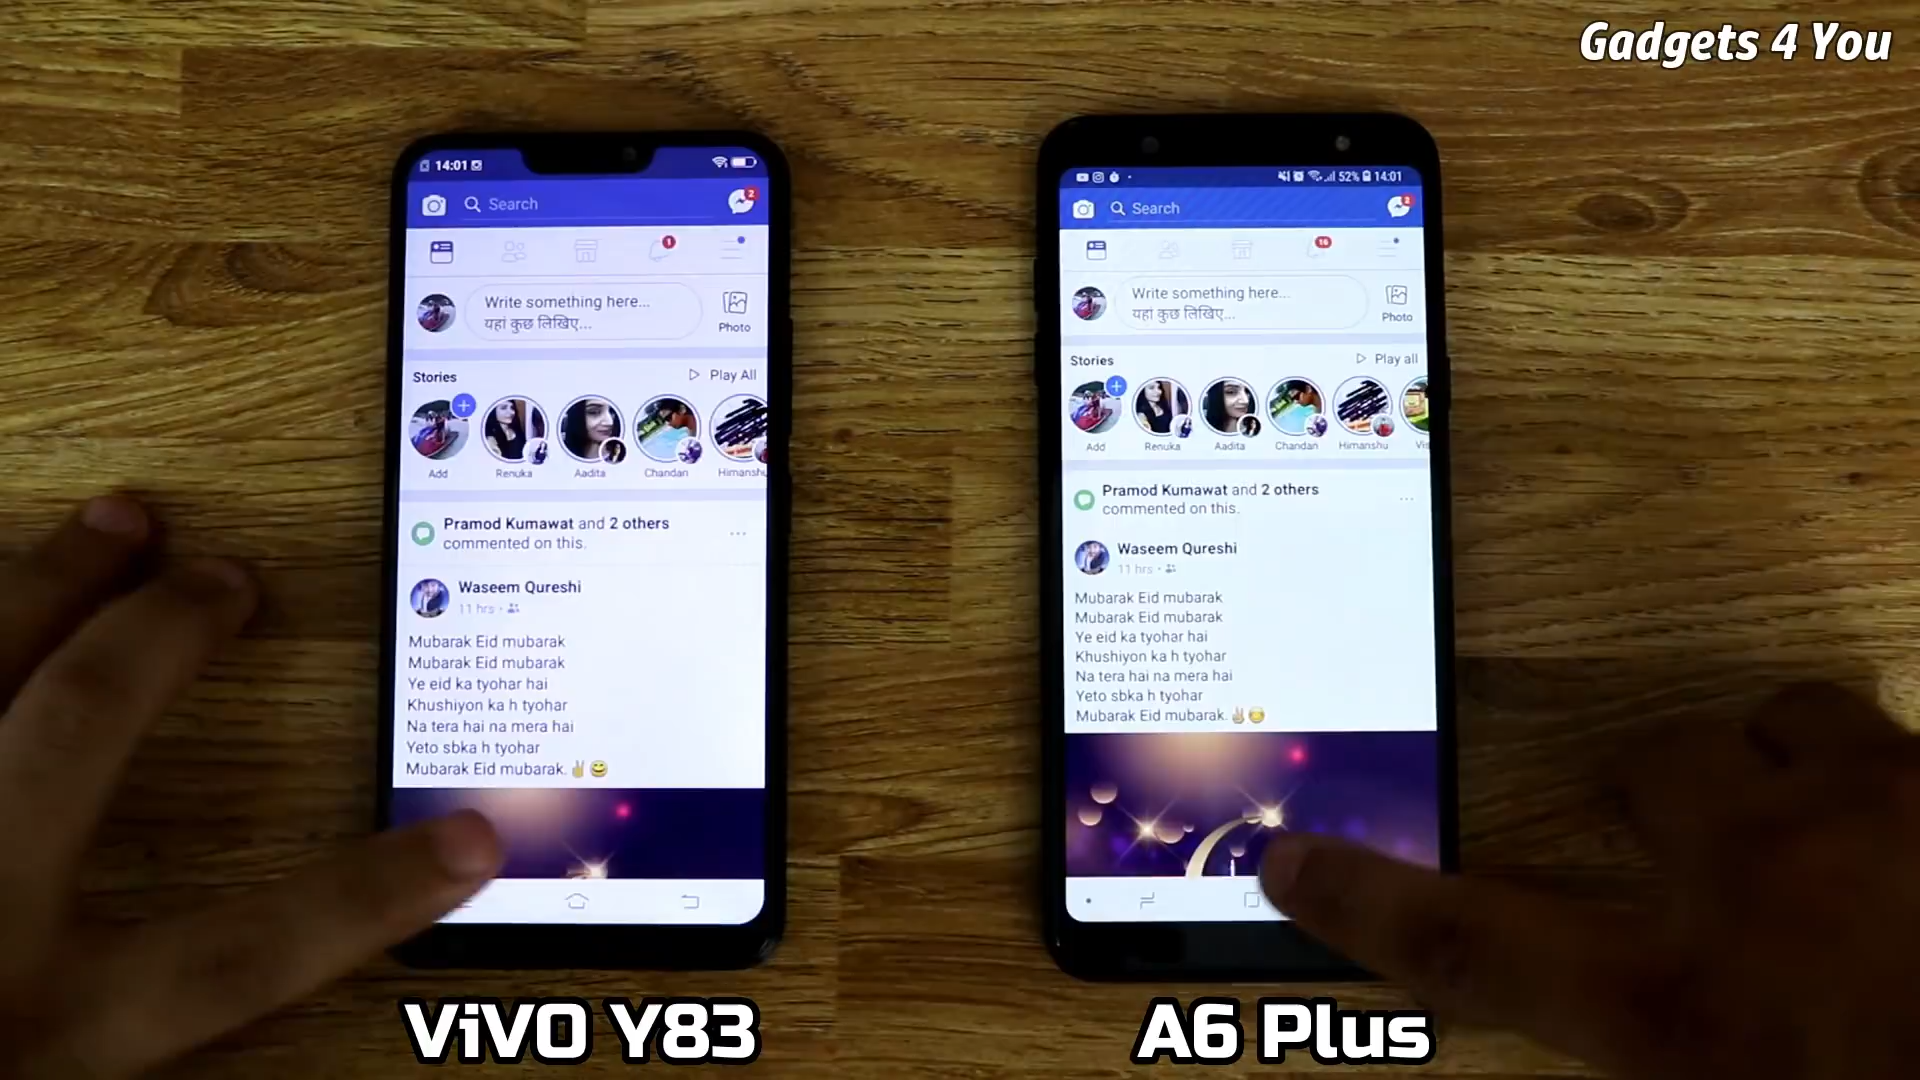 Gadgets 4 You
14:01
Search
2
1
Write something here...
यहां कुछ लिखिए...
Photo
Stories
Play All
Add
Renuka
Aadita
Chandan
Himanshu
Pramod Kumawat and 2 others
commented on this.
Waseem Qureshi
11 hrs
Mubarak Eid mubarak
Mubarak Eid mubarak
Ye eid ka tyohar hai
Khushiyon ka h tyohar
Na tera hai na mera hai
Yeto sbka h tyohar
Mubarak Eid mubarak.✌😄
52% 14:01
Search
2
16
Write something here...
यहां कुछ लिखिए...
Photo
Stories
Play all
Add
Renuka
Aadita
Chandan
Himanshu
Vis
Pramod Kumawat and 2 others
commented on this.
Waseem Qureshi
11 hrs
Mubarak Eid mubarak
Mubarak Eid mubarak
Ye eid ka tyohar hai
Khushiyon ka h tyohar
Na tera hai na mera hai
Yeto sbka h tyohar
Mubarak Eid mubarak.✌😄
ViVO Y83
A6 Plus